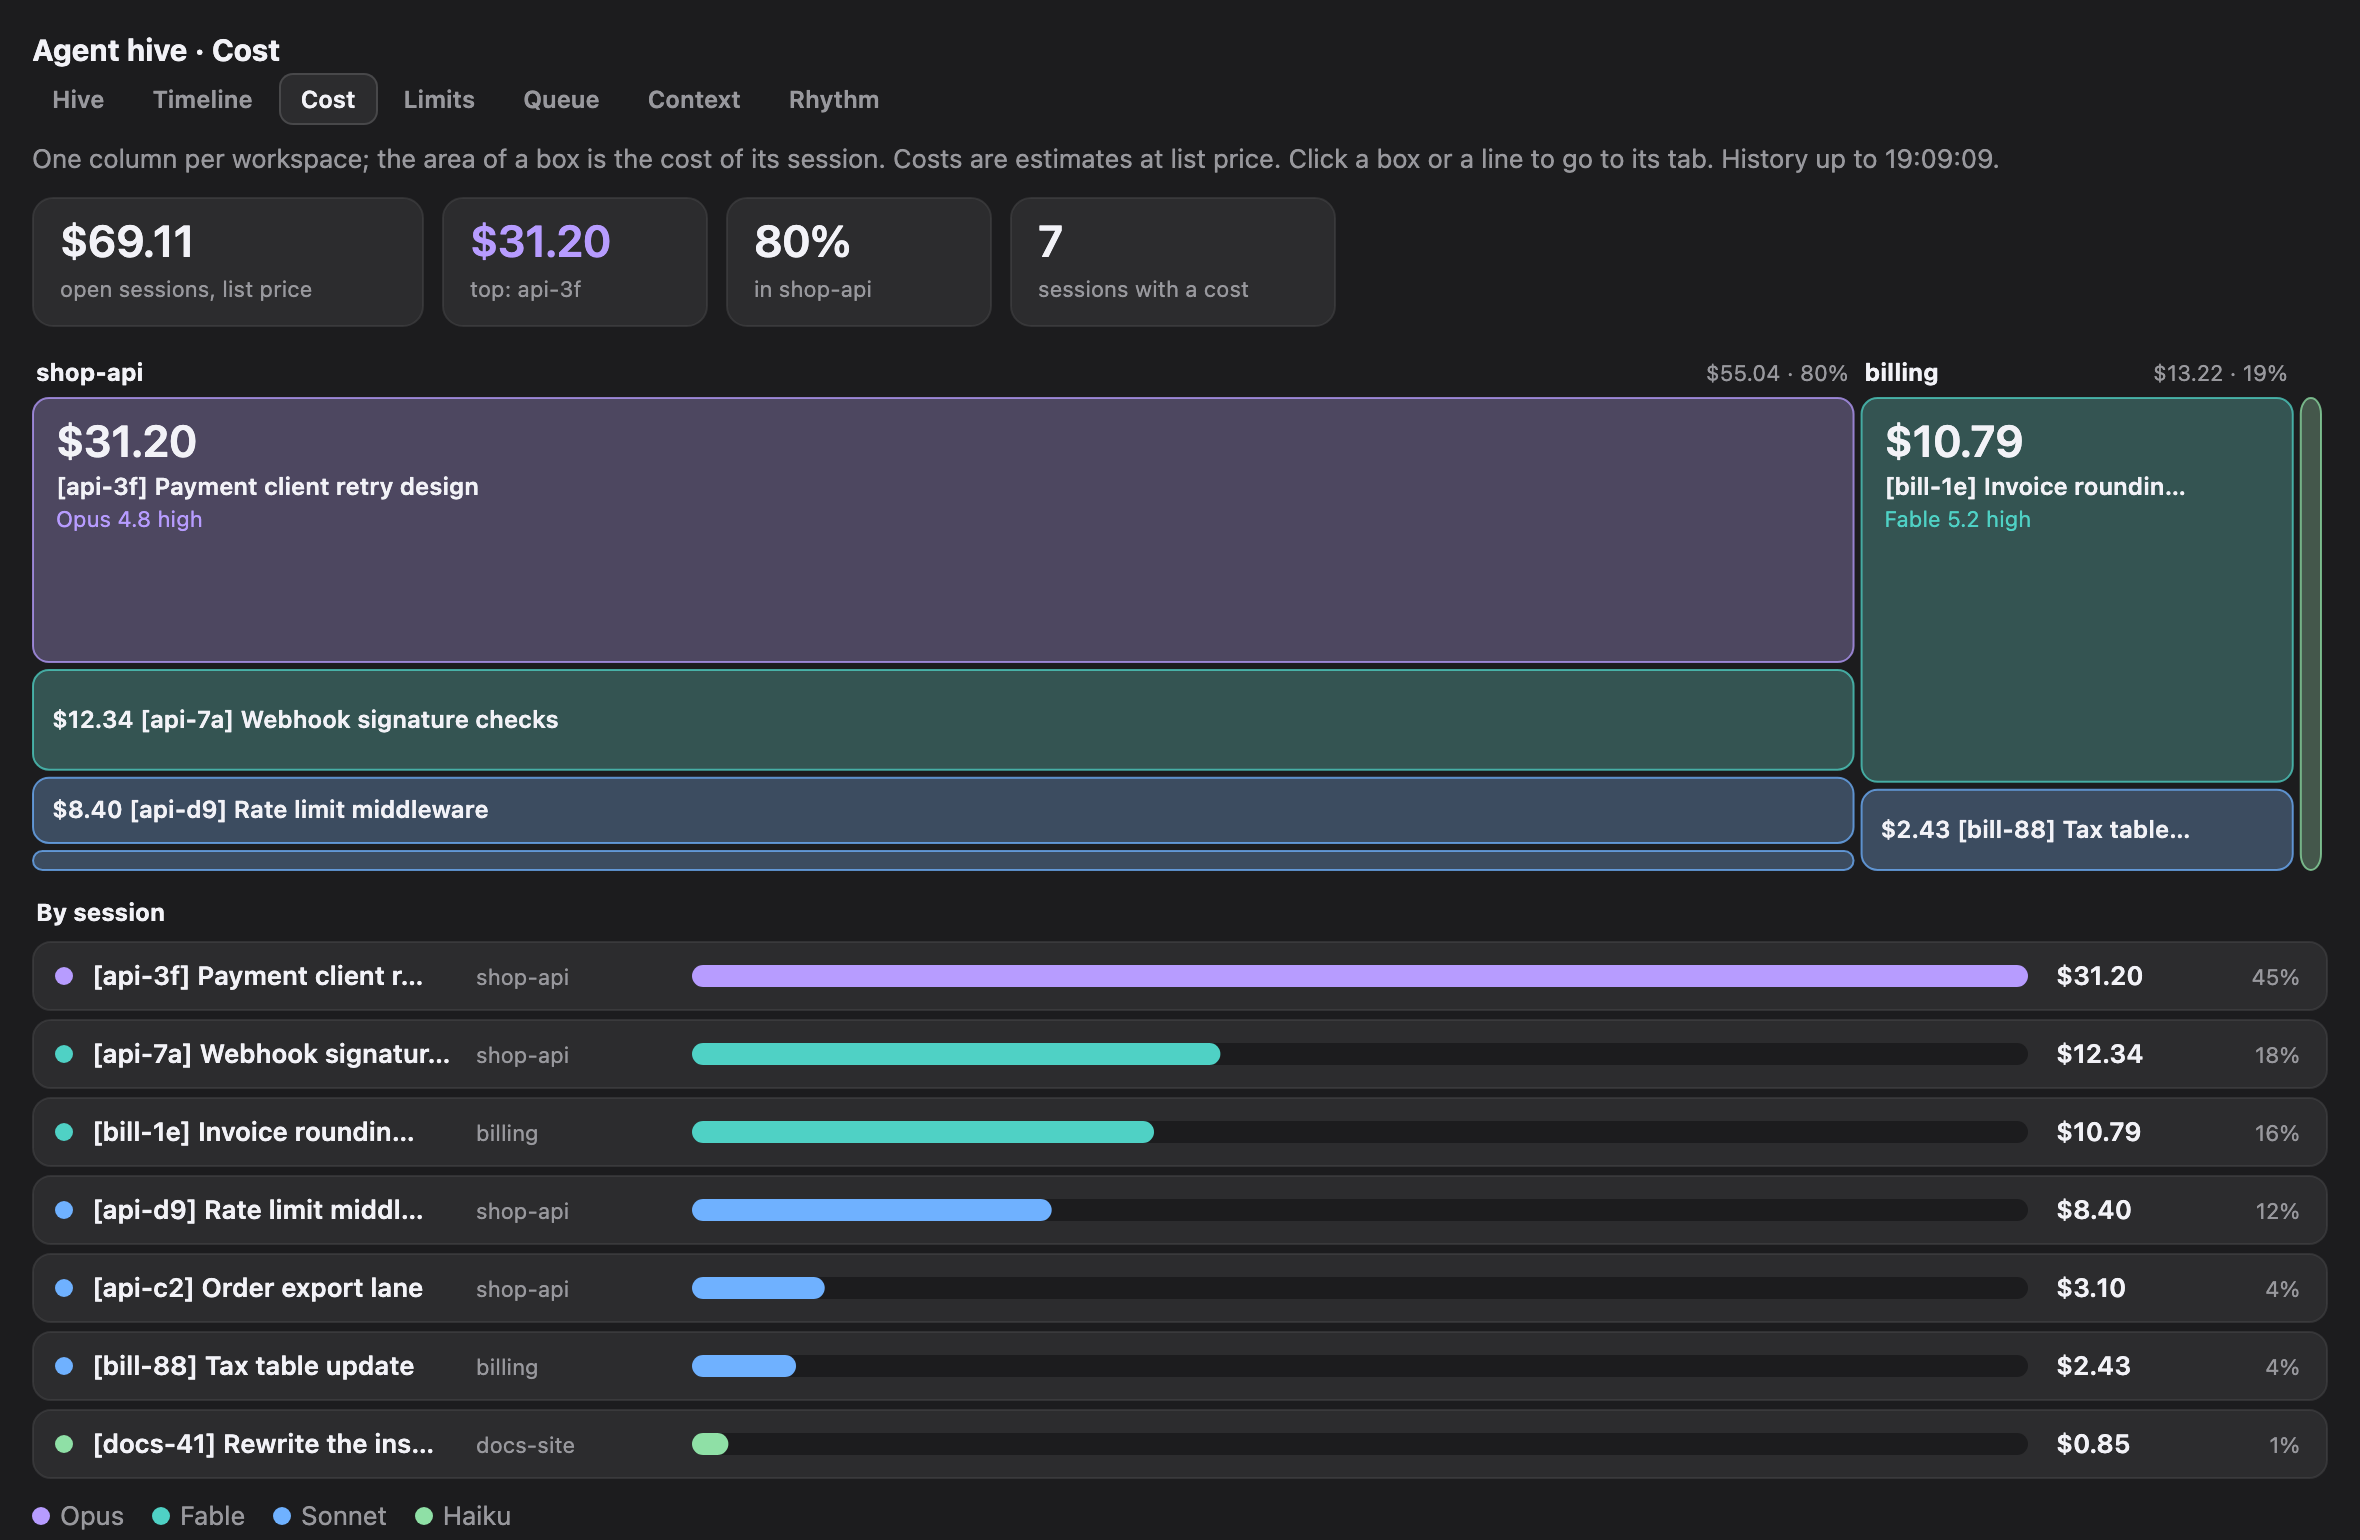 Agent hive · Cost
Hive Timeline Cost Limits Queue Context Rhythm
One column per workspace; the area of a box is the cost of its session. Costs are estimates at list price. Click a box or a line to go to its tab. History up to 19:09:09.
$69.11
open sessions, list price
$31.20
top: api-3f
80%
in shop-api
7
sessions with a cost
shop-api $55.04 · 80%
$31.20
[api-3f] Payment client retry design
Opus 4.8 high
$12.34 [api-7a] Webhook signature checks
$8.40 [api-d9] Rate limit middleware
billing $13.22 · 19%
$10.79
[bill-1e] Invoice roundin...
Fable 5.2 high
$2.43 [bill-88] Tax table...
By session
[api-3f] Payment client r... shop-api $31.20 45%
[api-7a] Webhook signatur... shop-api $12.34 18%
[bill-1e] Invoice roundin... billing $10.79 16%
[api-d9] Rate limit middl... shop-api $8.40 12%
[api-c2] Order export lane shop-api $3.10 4%
[bill-88] Tax table update billing $2.43 4%
[docs-41] Rewrite the ins... docs-site $0.85 1%
Opus Fable Sonnet Haiku